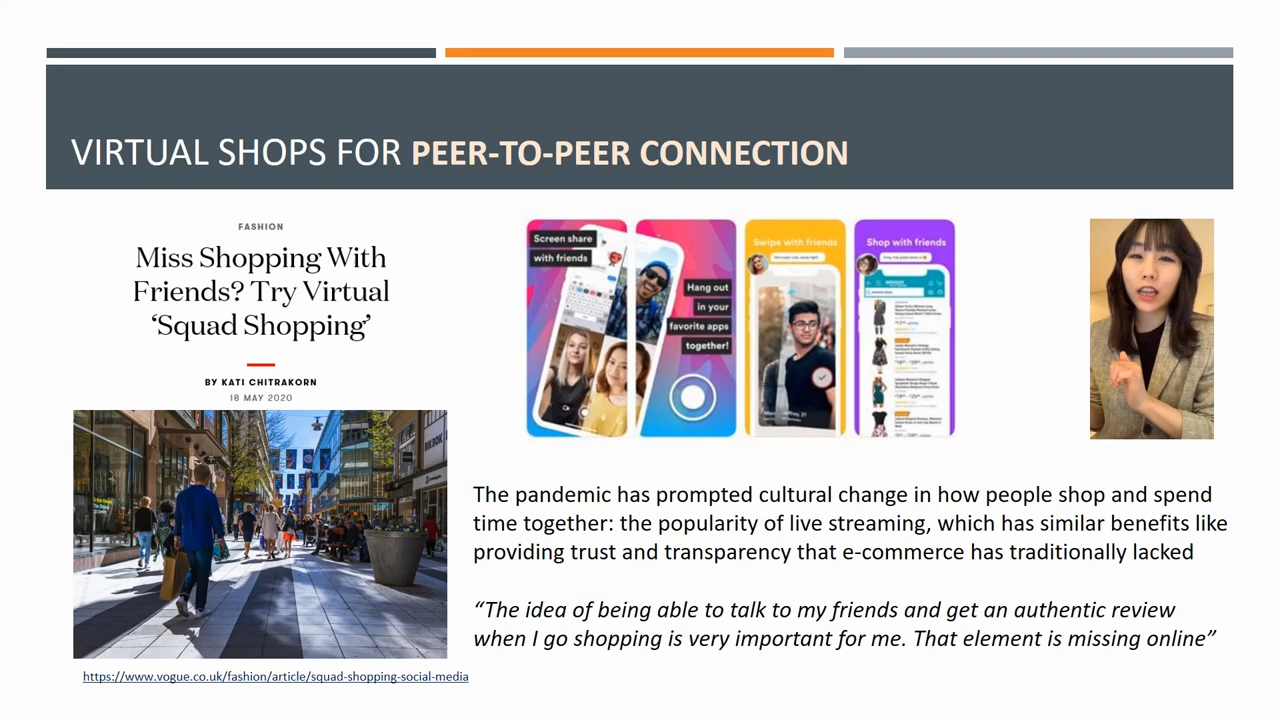 VIRTUAL SHOPS FOR PEER-TO-PEER CONNECTION
FASHION
Miss Shopping With
Friends? Try Virtual
‘Squad Shopping’
BY KATI CHITRAKORN
18 MAY 2020
Screen share
with friends
Hang out
in your
favorite apps
together!
Swipe with friends
Shop with friends
The pandemic has prompted cultural change in how people shop and spend
time together: the popularity of live streaming, which has similar benefits like
providing trust and transparency that e-commerce has traditionally lacked
“The idea of being able to talk to my friends and get an authentic review
when I go shopping is very important for me. That element is missing online”
https://www.vogue.co.uk/fashion/article/squad-shopping-social-media